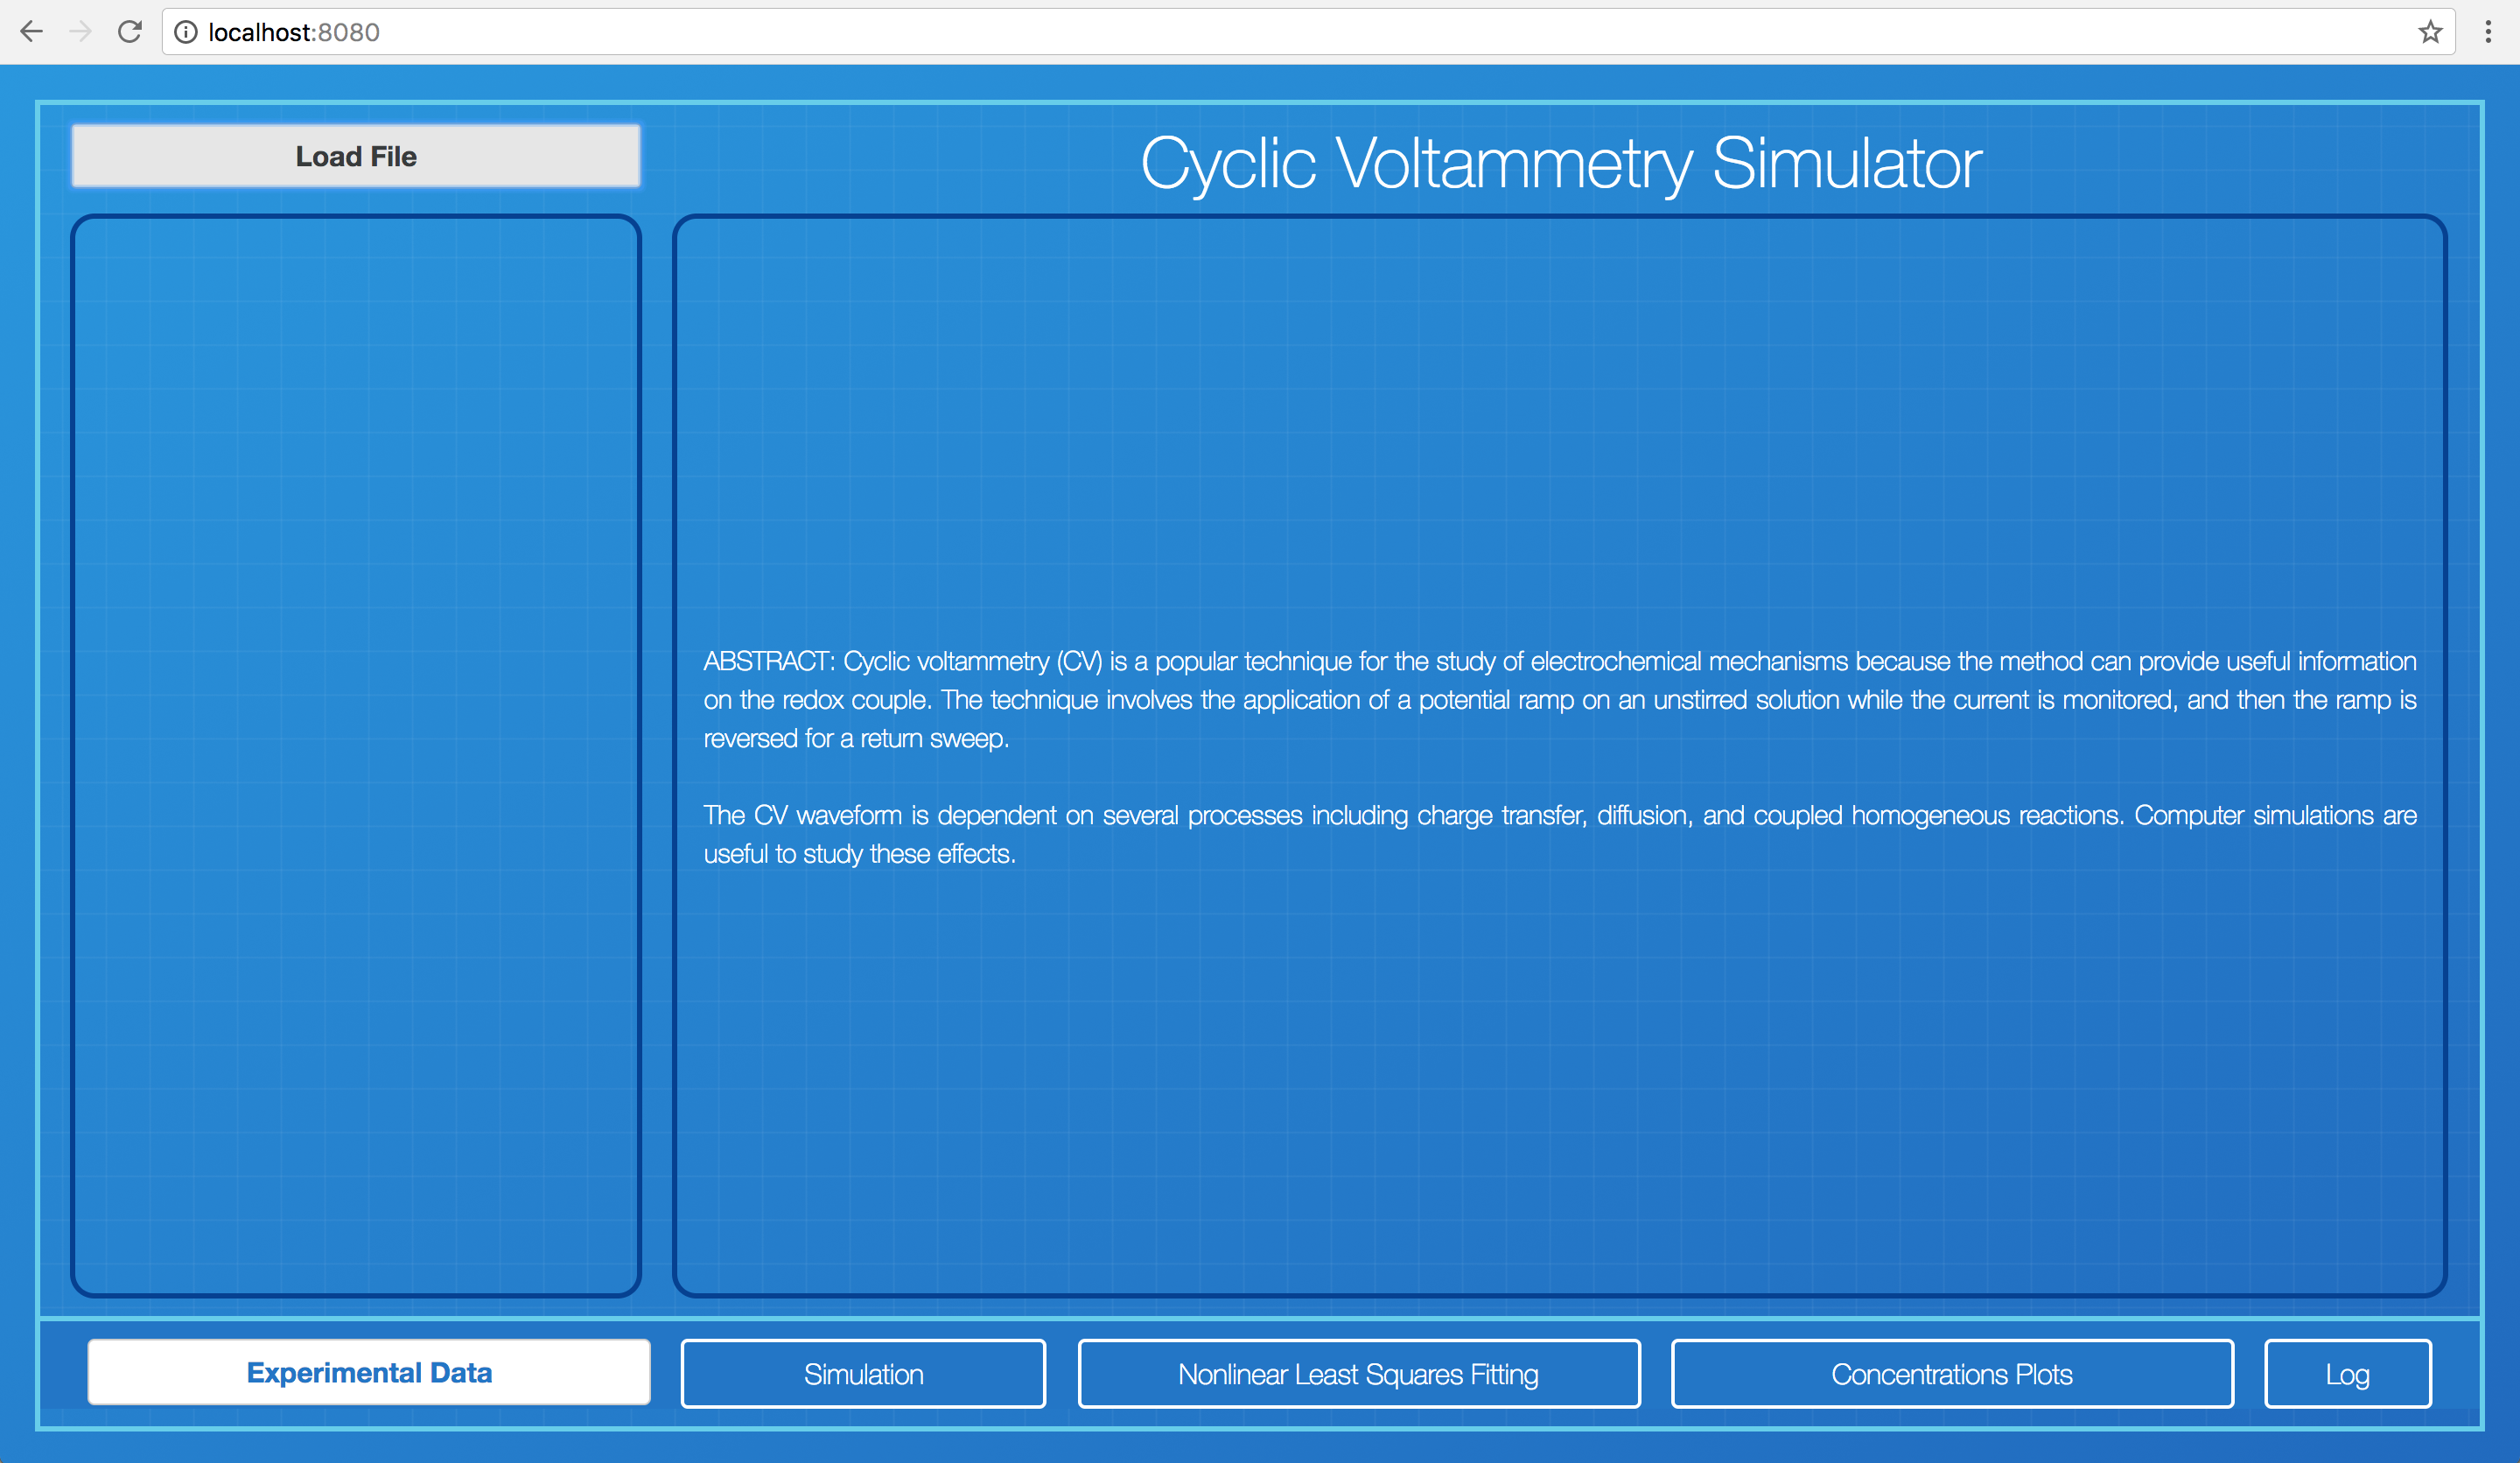 localhost:8080
Load File
Cyclic Voltammetry Simulator
ABSTRACT: Cyclic voltammetry (CV) is a popular technique for the study of electrochemical mechanisms because the method can provide useful information
on the redox couple. The technique involves the application of a potential ramp on an unstirred solution while the current is monitored, and then the ramp is
reversed for a return sweep.
The CV waveform is dependent on several processes including charge transfer, diffusion, and coupled homogeneous reactions. Computer simulations are
useful to study these effects.
Experimental Data
Simulation
Nonlinear Least Squares Fitting
Concentrations Plots
Log